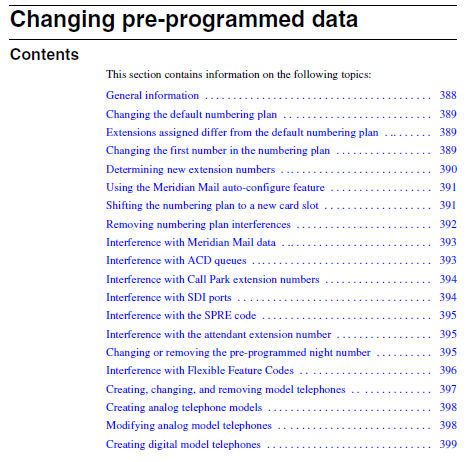 Changing pre-programmed data
Contents
This section contains information on the following topics:
General information . . . . . . . . . . . . . . . . . . . . . . . . . . . . . . . . . 388
Changing the default numbering plan . . . . . . . . . . . . . . . . . . . . . . 389
Extensions assigned differ from the default numbering plan . . . . . . . . 389
Changing the first number in the numbering plan . . . . . . . . . . . . . . 389
Determining new extension numbers . . . . . . . . . . . . . . . . . . . . . . 390
Using the Meridian Mail auto-configure feature . . . . . . . . . . . . . . . 391
Shifting the numbering plan to a new card slot . . . . . . . . . . . . . . . . 391
Removing numbering plan interferences . . . . . . . . . . . . . . . . . . . . 392
Interference with Meridian Mail data . . . . . . . . . . . . . . . . . . . . . . 393
Interference with ACD queues . . . . . . . . . . . . . . . . . . . . . . . . . . 393
Interference with Call Park extension numbers . . . . . . . . . . . . . . . . 394
Interference with SDI ports . . . . . . . . . . . . . . . . . . . . . . . . . . . . 394
Interference with the SPRE code . . . . . . . . . . . . . . . . . . . . . . . . . 395
Interference with the attendant extension number . . . . . . . . . . . . . . 395
Changing or removing the pre-programmed night number . . . . . . . . 395
Interference with Flexible Feature Codes . . . . . . . . . . . . . . . . . . . 396
Creating, changing, and removing model telephones . . . . . . . . . . . . 397
Creating analog telephone models . . . . . . . . . . . . . . . . . . . . . . . . 398
Modifying analog model telephones . . . . . . . . . . . . . . . . . . . . . . . 398
Creating digital model telephones . . . . . . . . . . . . . . . . . . . . . . . . 399